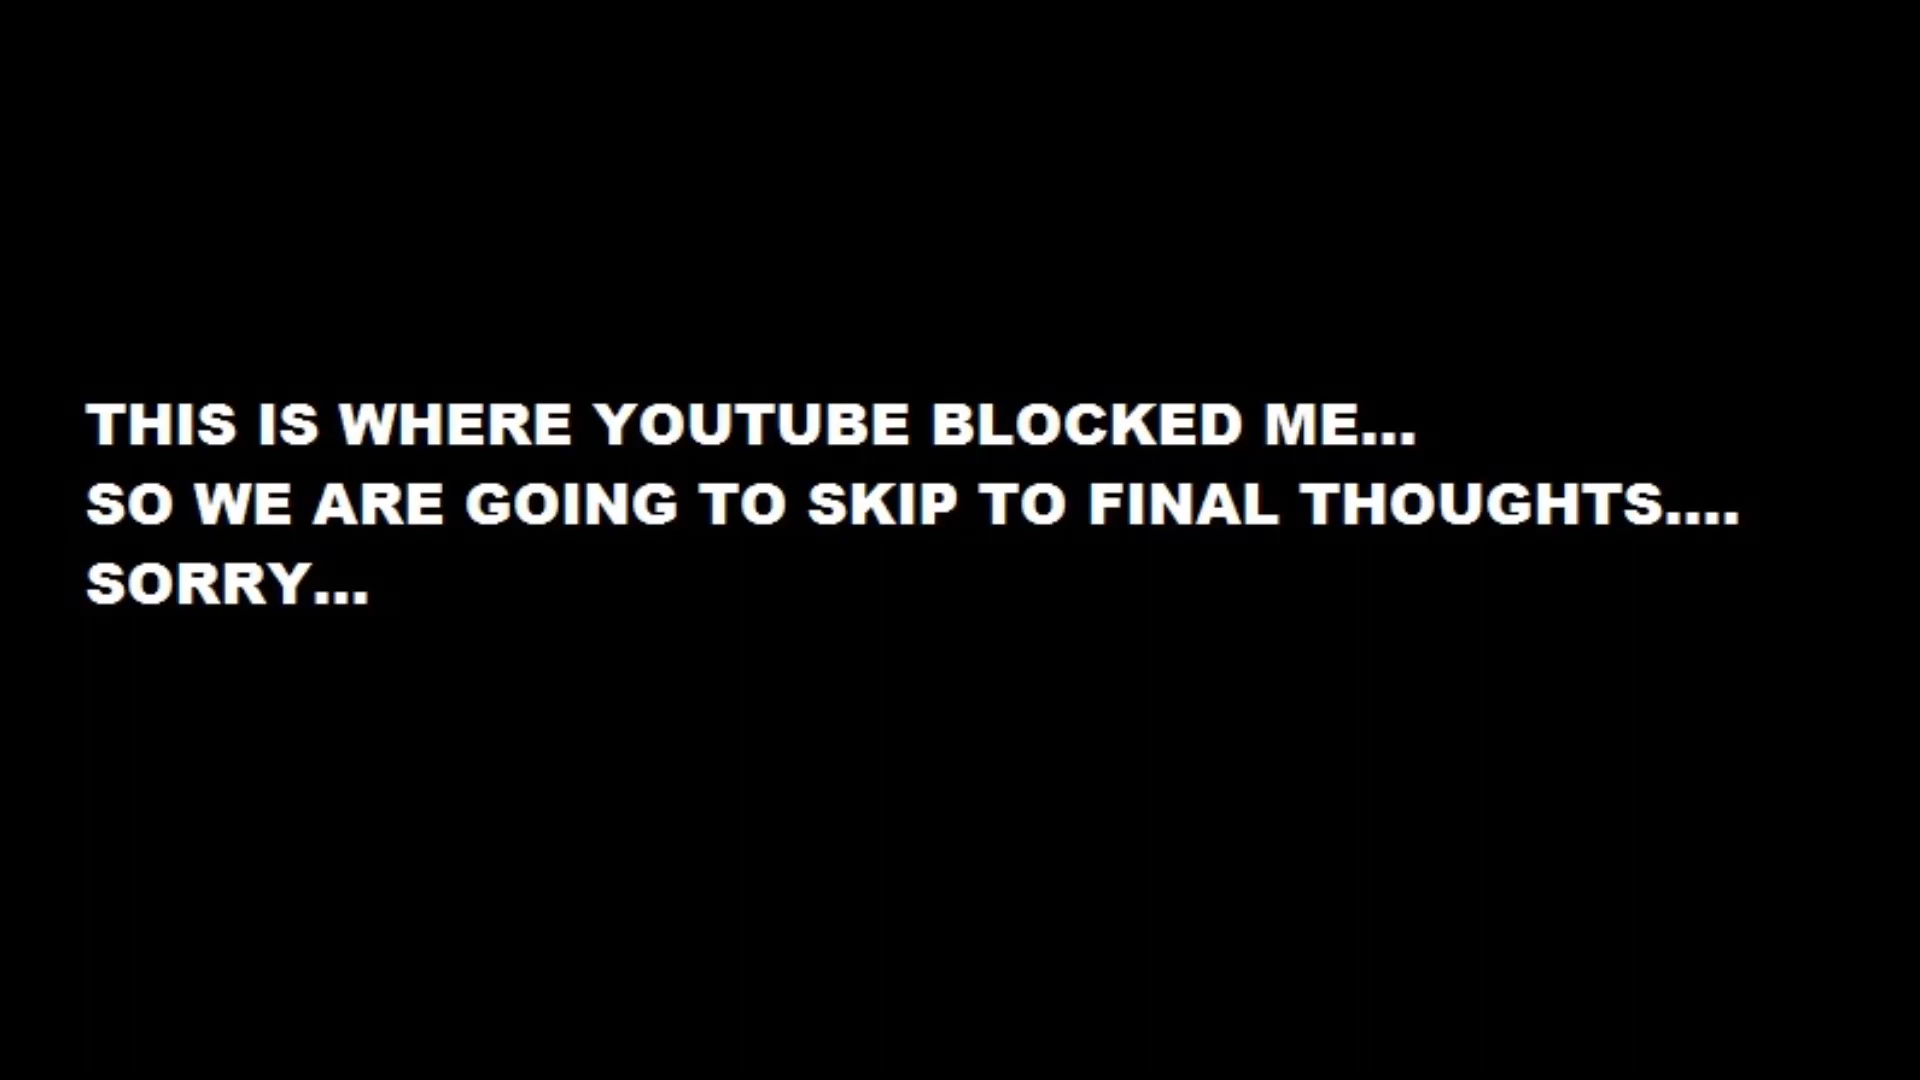 THIS IS WHERE YOUTUBE BLOCKED ME...
SO WE ARE GOING TO SKIP TO FINAL THOUGHTS....
SORRY...